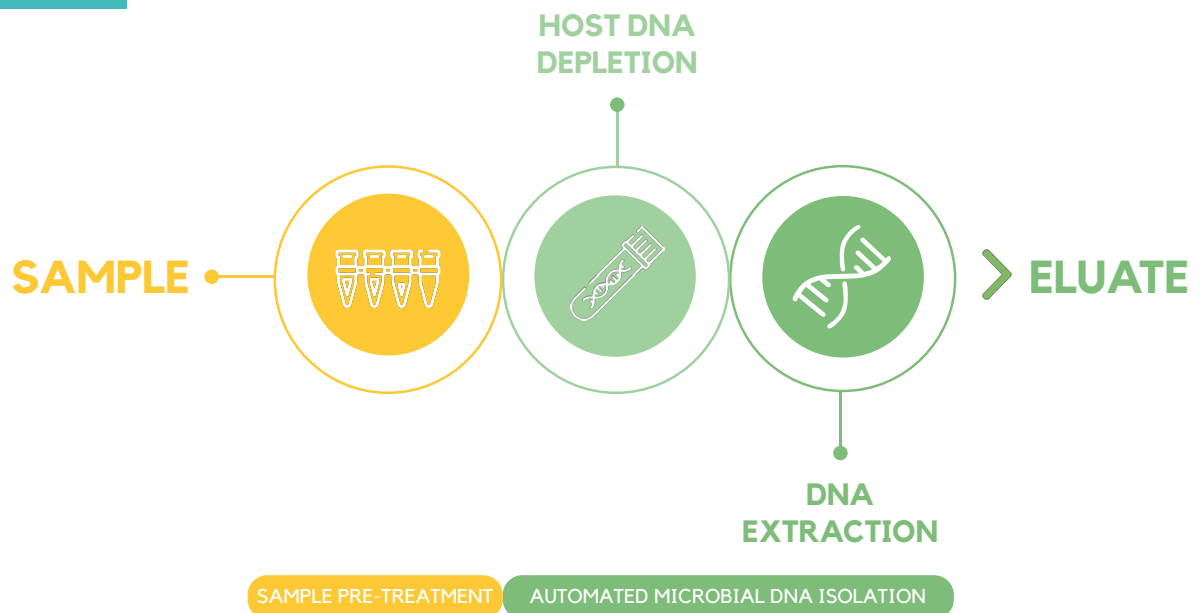 HOST DNA
DEPLETION
SAMPLE
ELUATE
DNA
EXTRACTION
SAMPLE PRE-TREATMENT
AUTOMATED MICROBIAL DNA ISOLATION